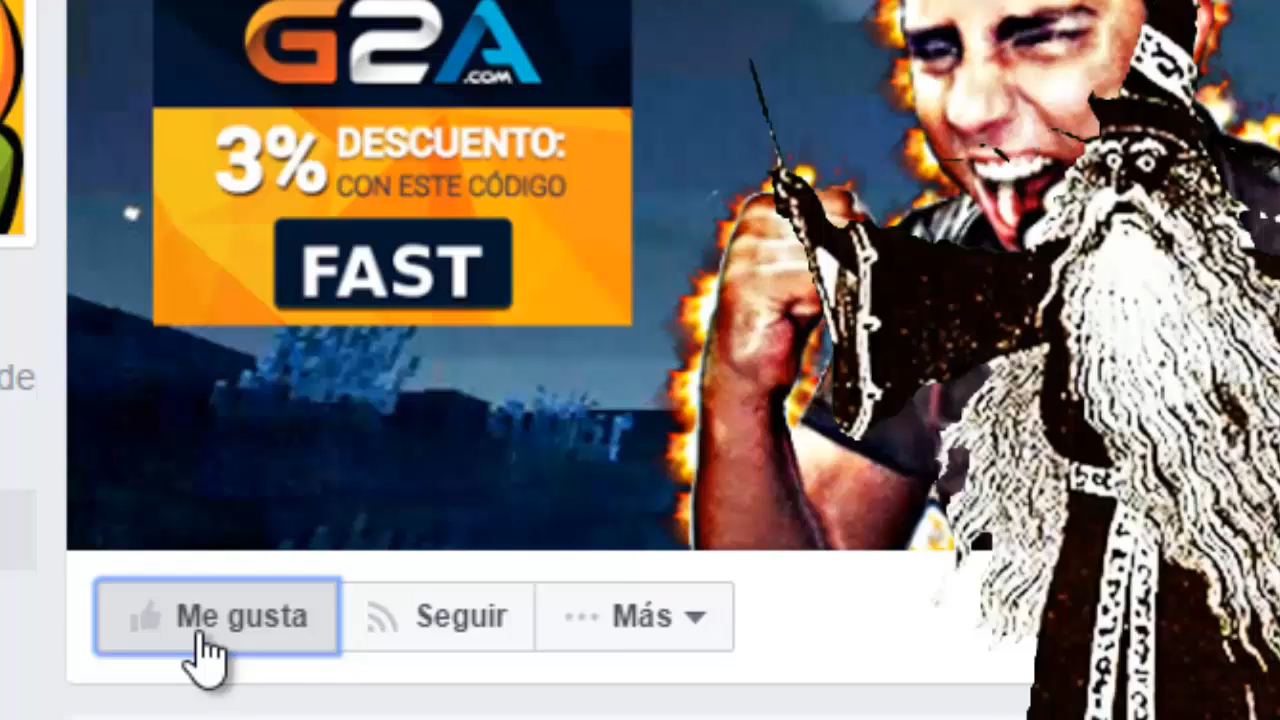 G2A
.COM
3% DESCUENTO:
CON ESTE CÓDIGO
FAST
de
Me gusta
Seguir
Más